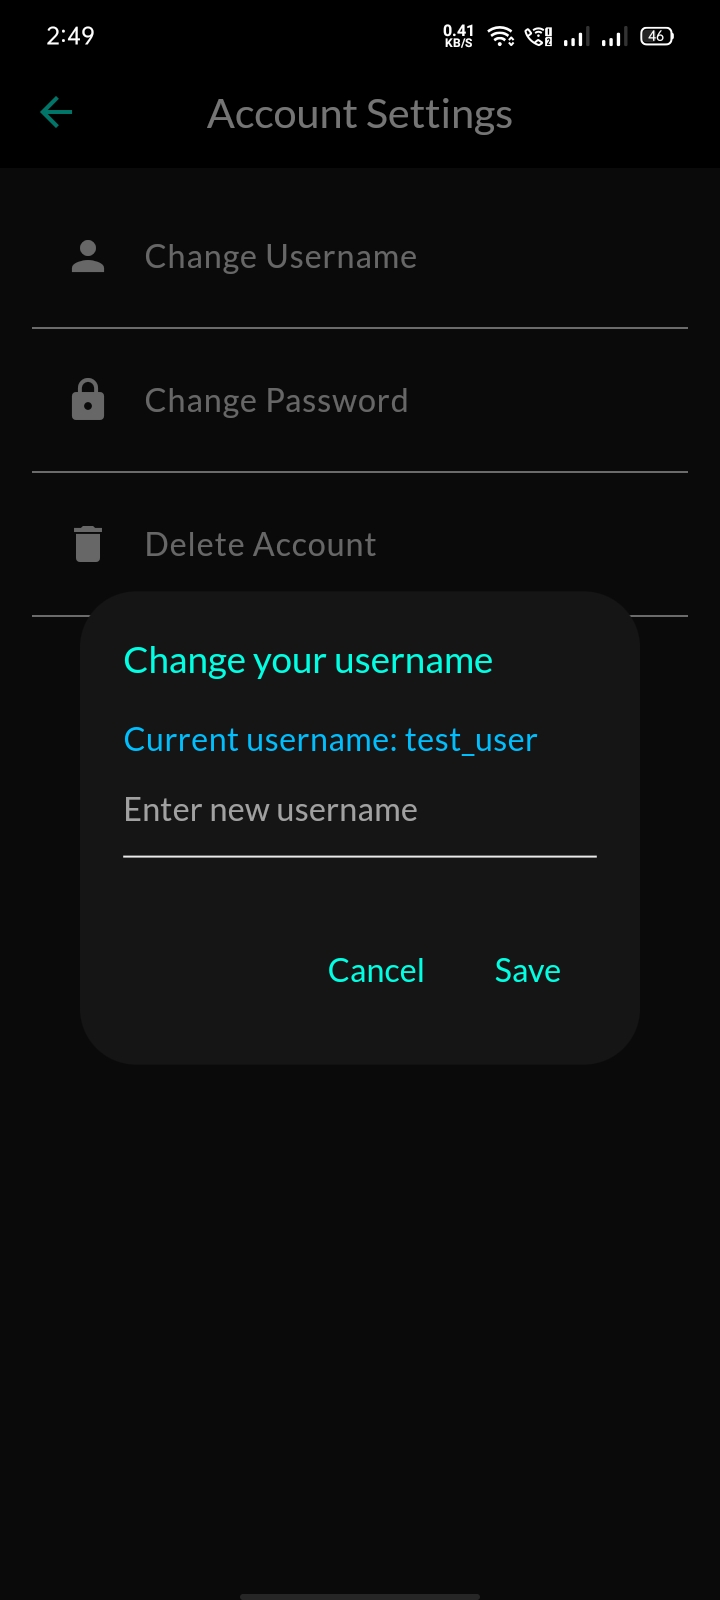 2:49
0.41
KB/S
46
Account Settings
Change Username
Change Password
Delete Account
Change your username
Current username: test_user
Enter new username
Cancel Save